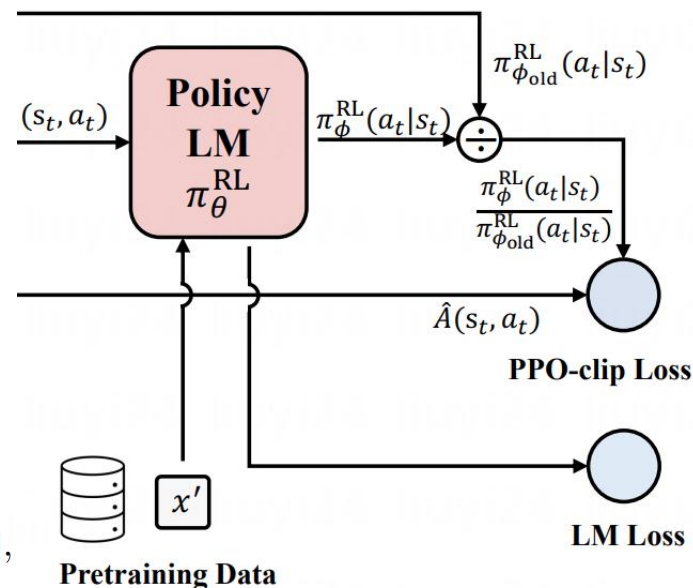 π_{ϕ_old}^{RL}(a_t|s_t)
(s_t, a_t)
Policy
LM
π_θ^{RL}
π_ϕ^{RL}(a_t|s_t)
÷
π_ϕ^{RL}(a_t|s_t)
π_{ϕ_old}^{RL}(a_t|s_t)
Â(s_t, a_t)
PPO-clip Loss
x′
LM Loss
,
Pretraining Data